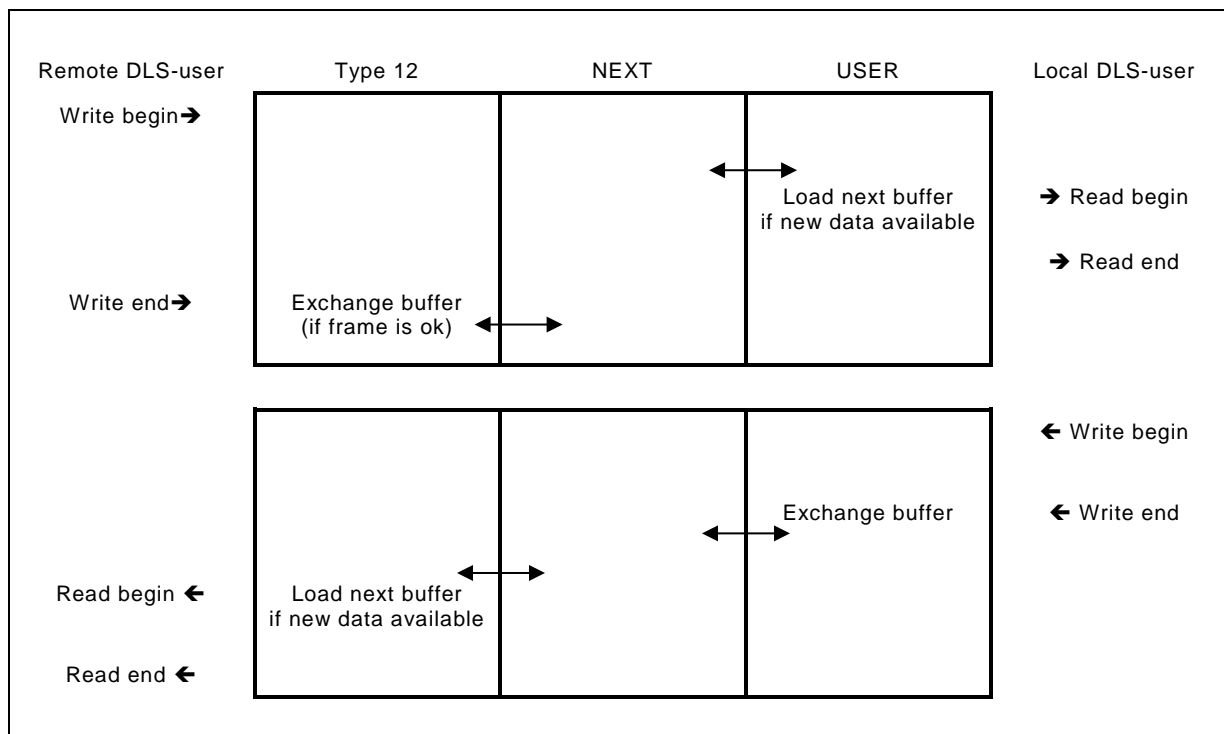 Remote DLS-user Type 12 NEXT USER Local DLS-user
Write begin➔
Load next buffer ➔ Read begin
if new data available
➔ Read end
Write end➔ Exchange buffer
(if frame is ok)
🡰 Write begin
Exchange buffer 🡰 Write end
Read begin 🡰 Load next buffer
if new data available
Read end 🡰